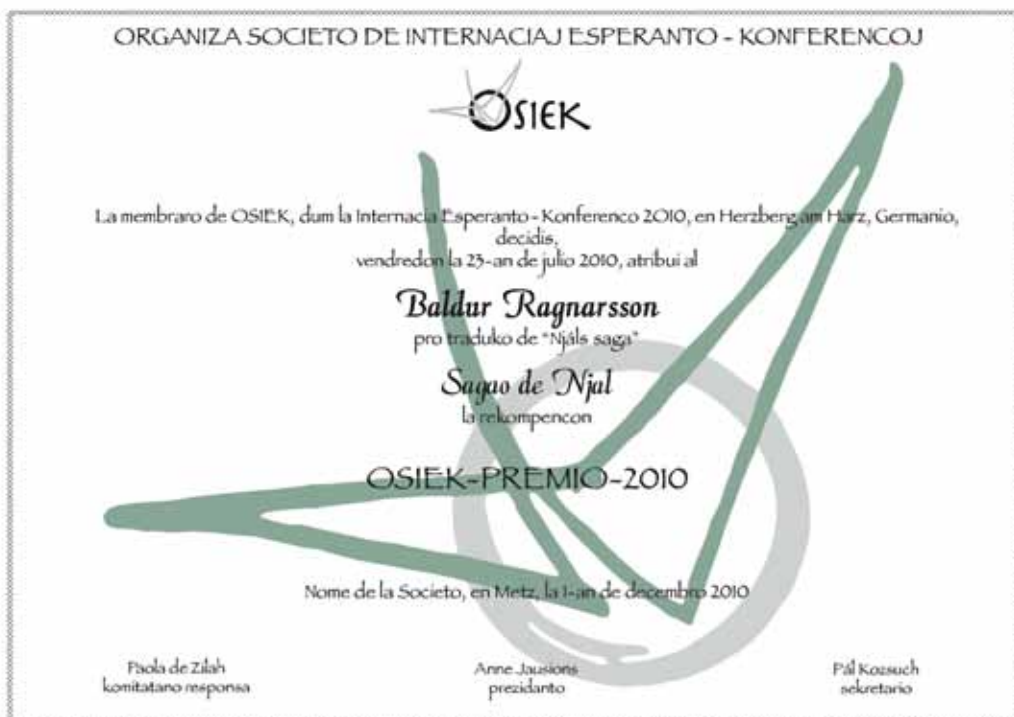 ORGANIZA SOCIETO DE INTERNACIAJ ESPERANTO - KONFERENCOJ
OSIEK
La membraro de OSIEK, dum la Internacia Esperanto - Konferenco 2010, en Herzberg am Harz, Germanio,
decidis,
vendredon la 23-an de julio 2010, atribui al
Baldur Ragnarsson
pro traduko de "Njáls saga"
Sagao de Njal
la rekompencon
OSIEK-PREMIO-2010
Nome de la Societo, en Metz, la 1-an de decembro 2010
Paola de Zilah Anne Jausions Pál Kozsuch
komitatano responsa prezidanto sekretario